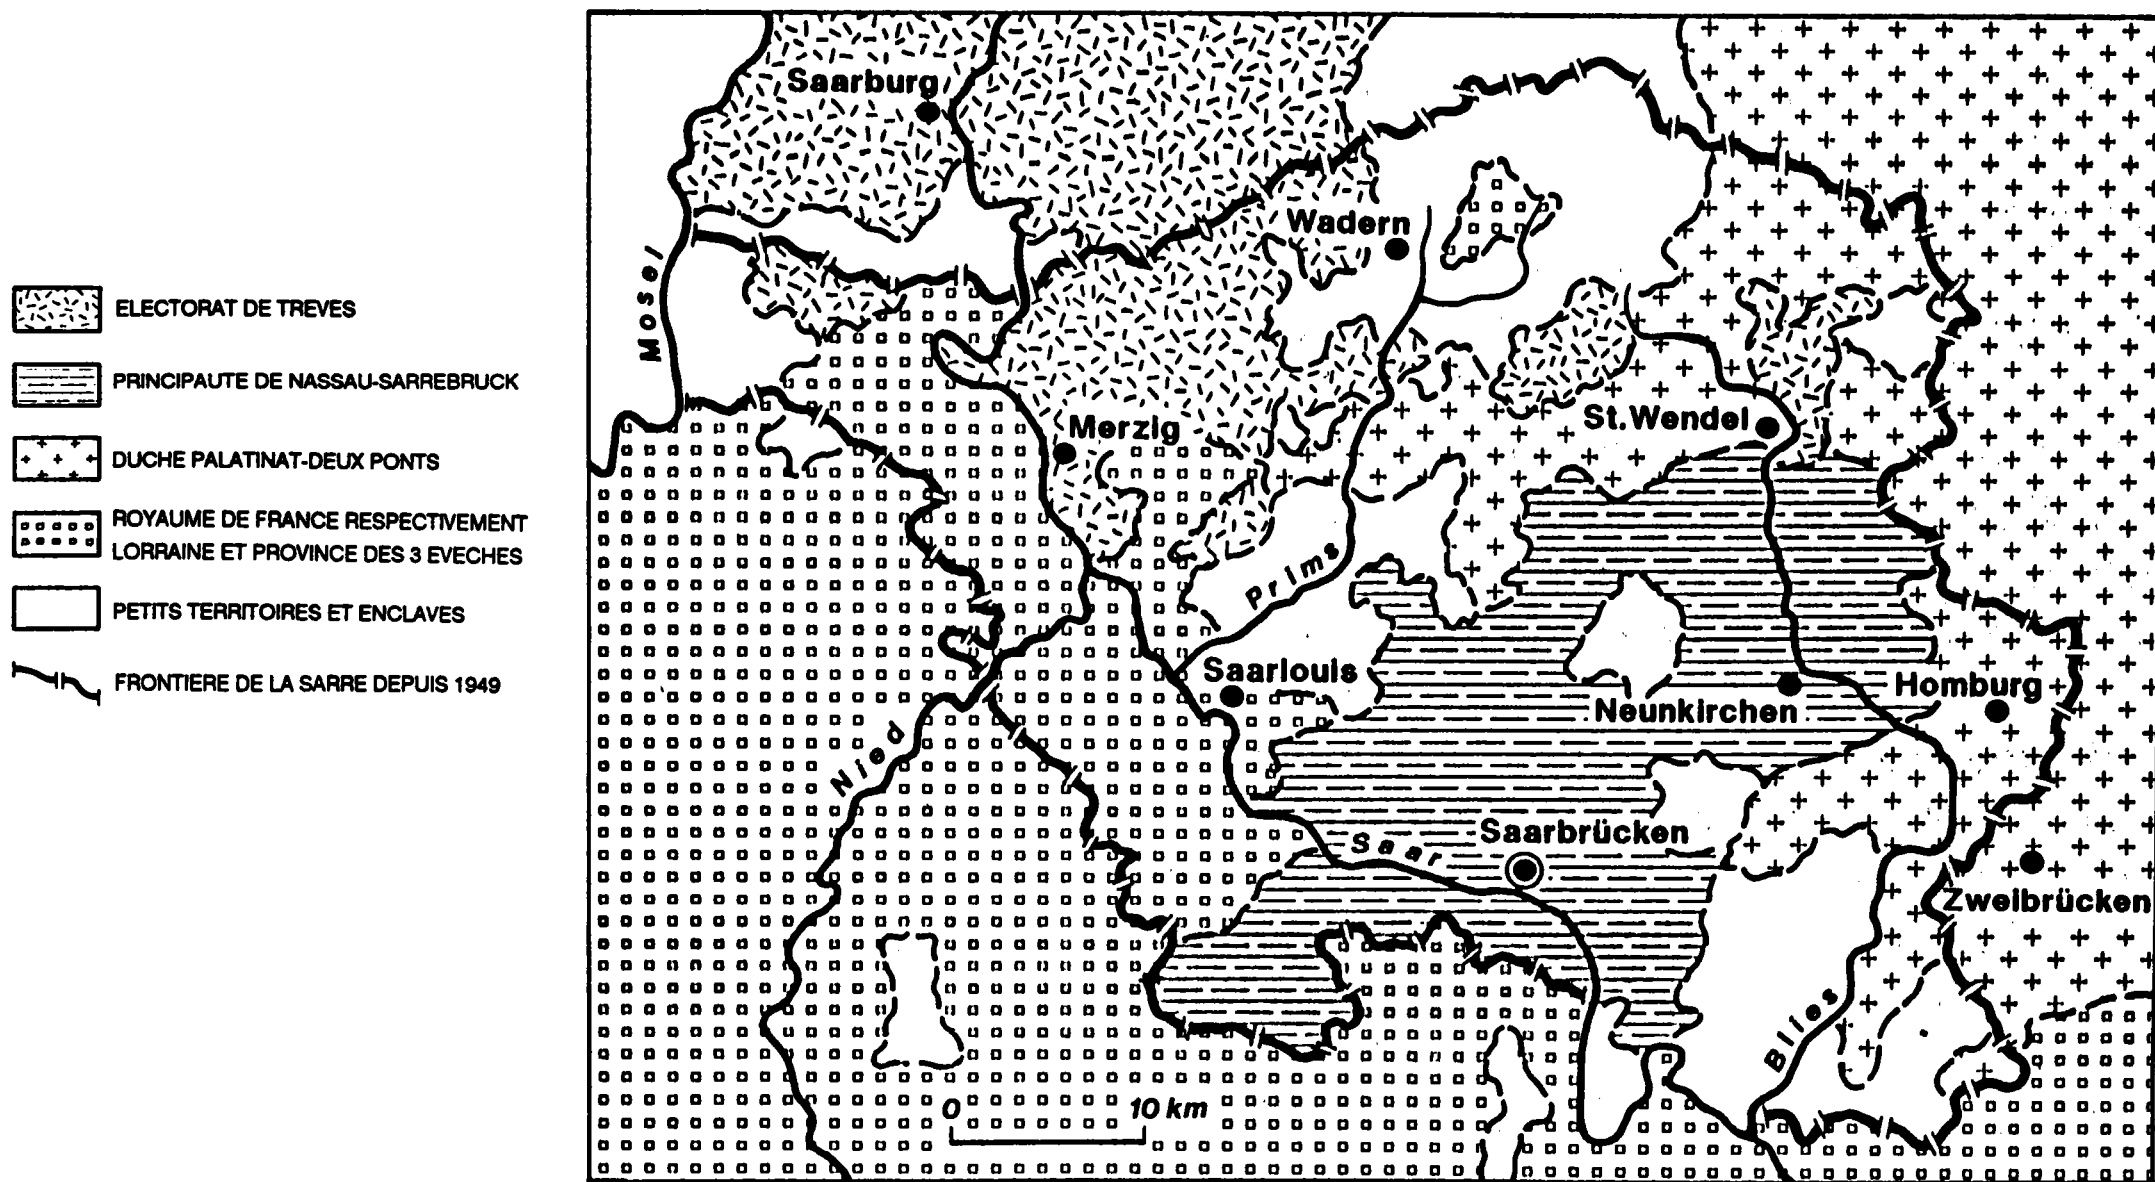 ELECTORAT DE TREVES
PRINCIPAUTE DE NASSAU-SARREBRUCK
DUCHE PALATINAT-DEUX PONTS
ROYAUME DE FRANCE RESPECTIVEMENT
LORRAINE ET PROVINCE DES 3 EVECHES
PETITS TERRITOIRES ET ENCLAVES
FRONTIERE DE LA SARRE DEPUIS 1949
Saarburg
Wadern
Mosel
St. Wendel
Merzig
Prims
Saarlouis
Homburg
Neunkirchen
Nied
Saarbrücken
Saar
Zweibrücken
Blies
0 10 km